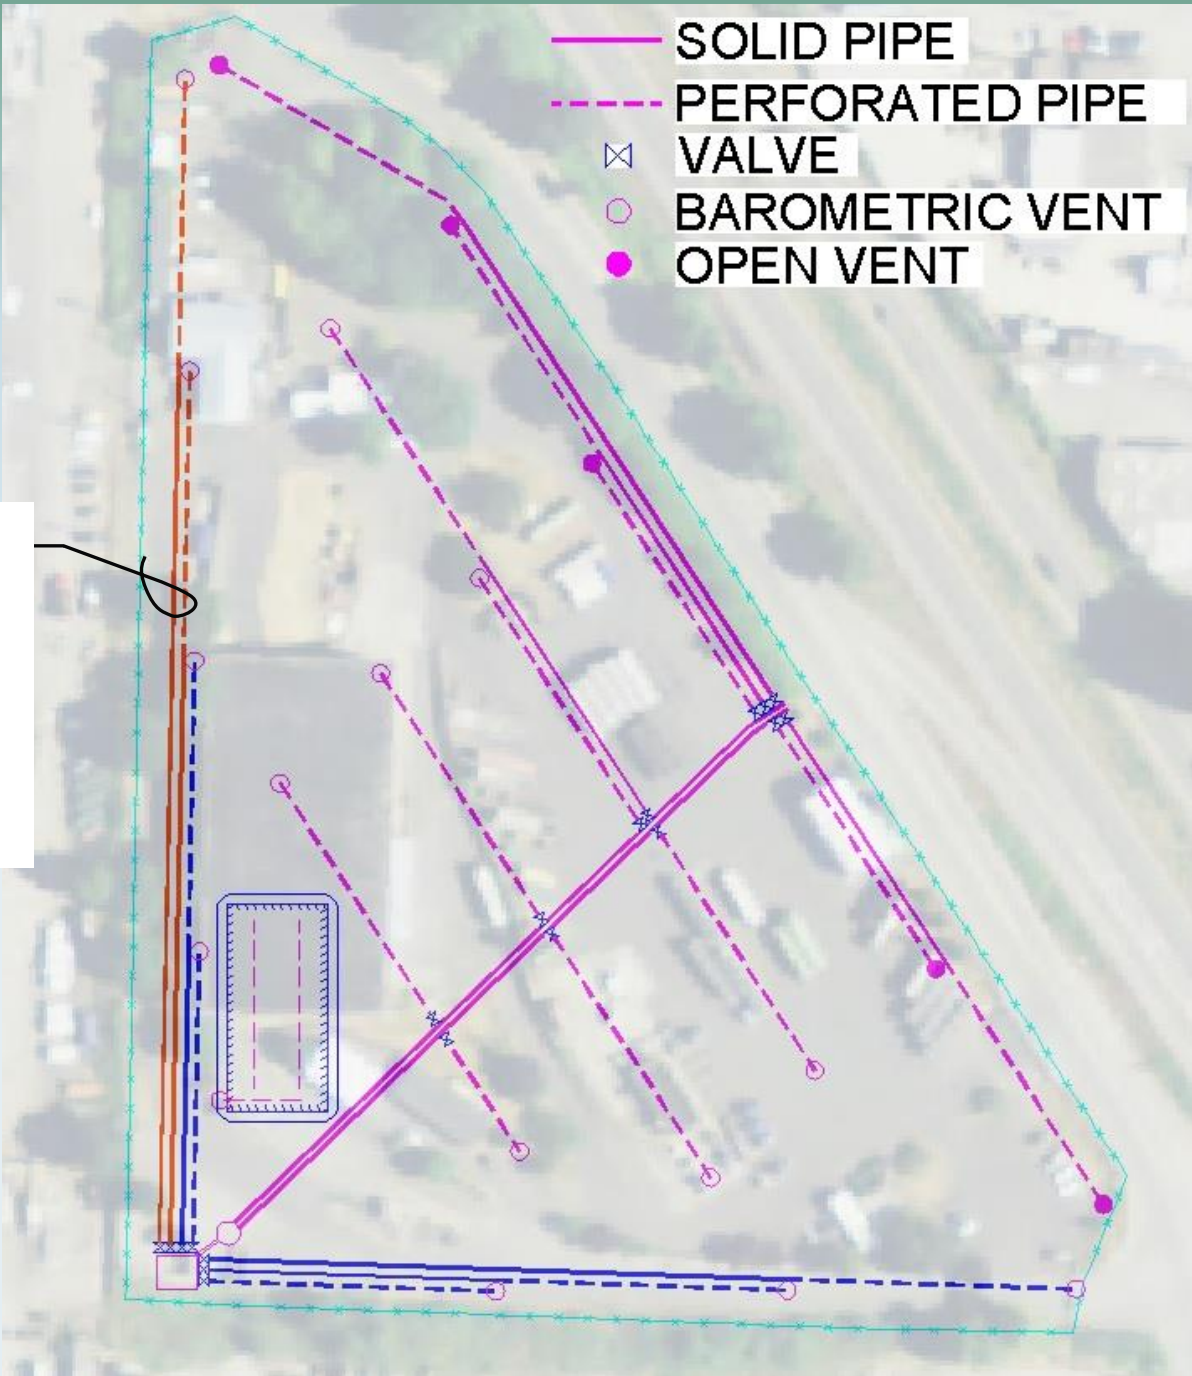 SOLID PIPE
PERFORATED PIPE
VALVE
BAROMETRIC VENT
OPEN VENT